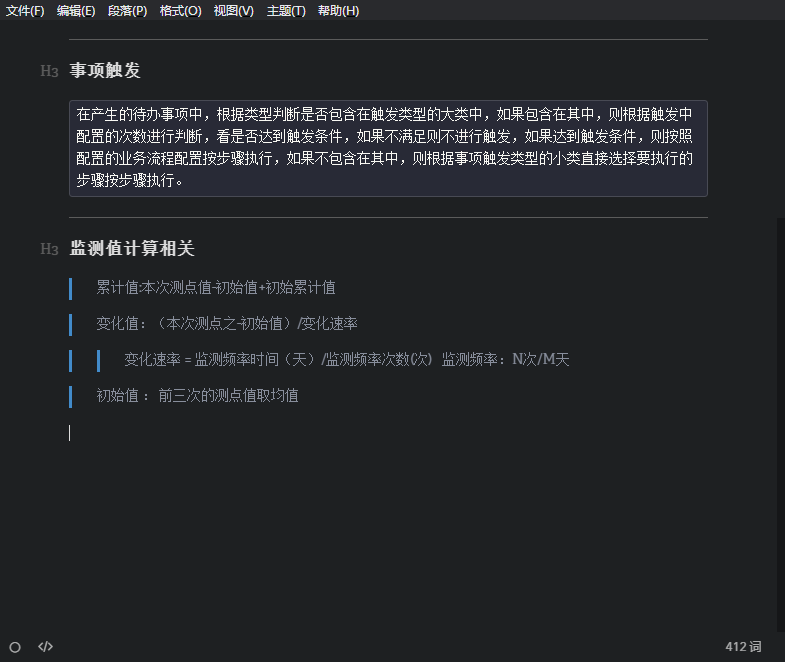 文件(F) 编辑(E) 段落(P) 格式(O) 视图(V) 主题(T) 帮助(H)
H3 事项触发
在产生的待办事项中，根据类型判断是否包含在触发类型的大类中，如果包含在其中，则根据触发中
配置的次数进行判断，看是否达到触发条件，如果不满足则不进行触发，如果达到触发条件，则按照
配置的业务流程配置按步骤执行，如果不包含在其中，则根据事项触发类型的小类直接选择要执行的
步骤按步骤执行。
H3 监测值计算相关
累计值:本次测点值-初始值+初始累计值
变化值：（本次测点之-初始值）/变化速率
变化速率 = 监测频率时间（天）/监测频率次数(次) 监测频率：N次/M天
初始值 ：前三次的测点值取均值
</> 412 词